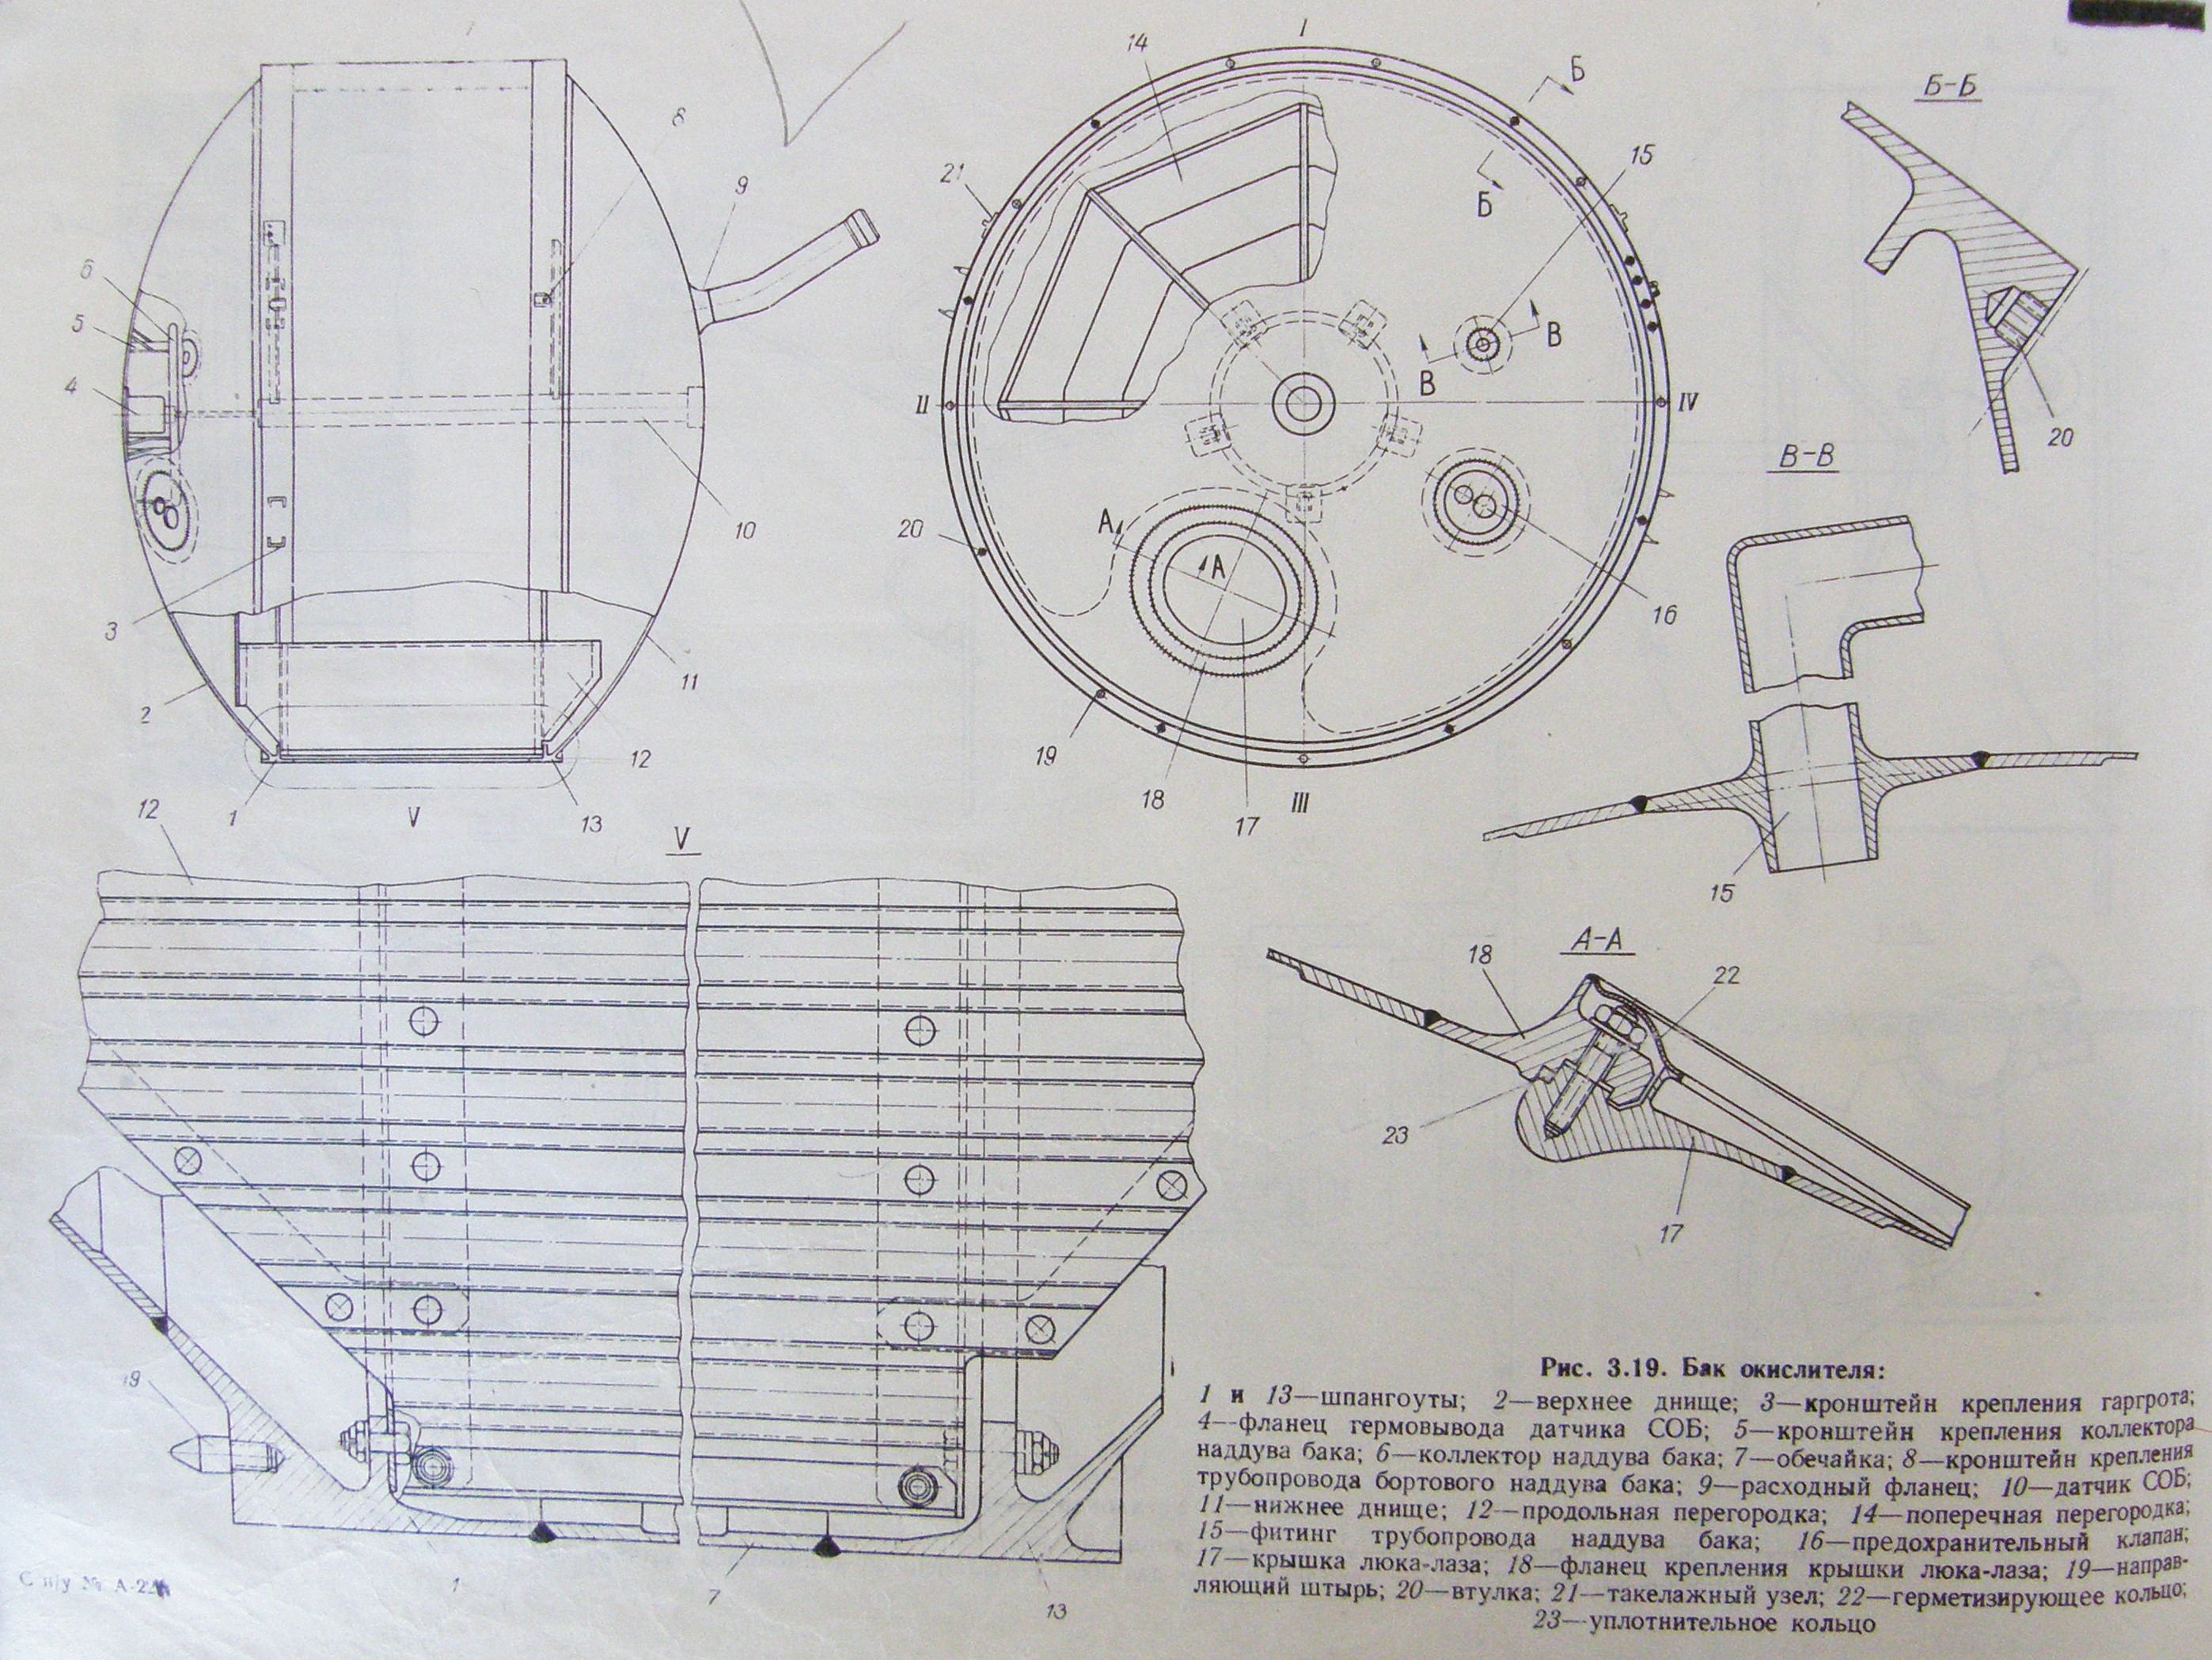 I
14
Б
Б-Б
8
21
15
9
Б
6
5
4
В
В
II
IV
20
В-В
10
20
А
А
16
3
11
2
19
12
18
III
17
1
V
13
12
V
15
А-А
18
22
23
17
19
1
7
13
Рис. 3.19. Бак окислителя:
1 и 13—шпангоуты; 2—верхнее днище; 3—кронштейн крепления гаргрота;
4—фланец гермовывода датчика СОБ; 5—кронштейн крепления коллектора
наддува бака; 6—коллектор наддува бака; 7—обечайка; 8—кронштейн крепления
трубопровода бортового наддува бака; 9—расходный фланец; 10—датчик СОБ;
11—нижнее днище; 12—продольная перегородка; 14—поперечная перегородка;
15—фитинг трубопровода наддува бака; 16—предохранительный клапан;
17—крышка люка-лаза; 18—фланец крепления крышки люка-лаза; 19—направ-
ляющий штырь; 20—втулка; 21—такелажный узел; 22—герметизирующее кольцо;
23—уплотнительное кольцо